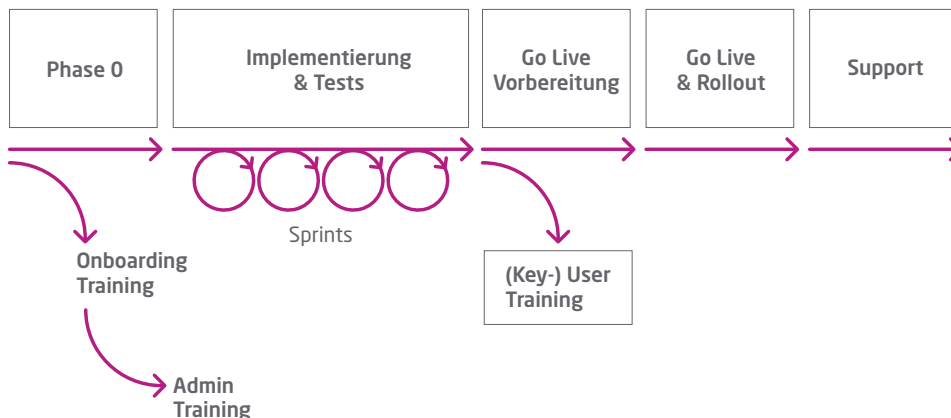 Phase 0
Implementierung
& Tests
Go Live
Vorbereitung
Go Live
& Rollout
Support
Sprints
Onboarding
Training
(Key-) User
Training
Admin
Training